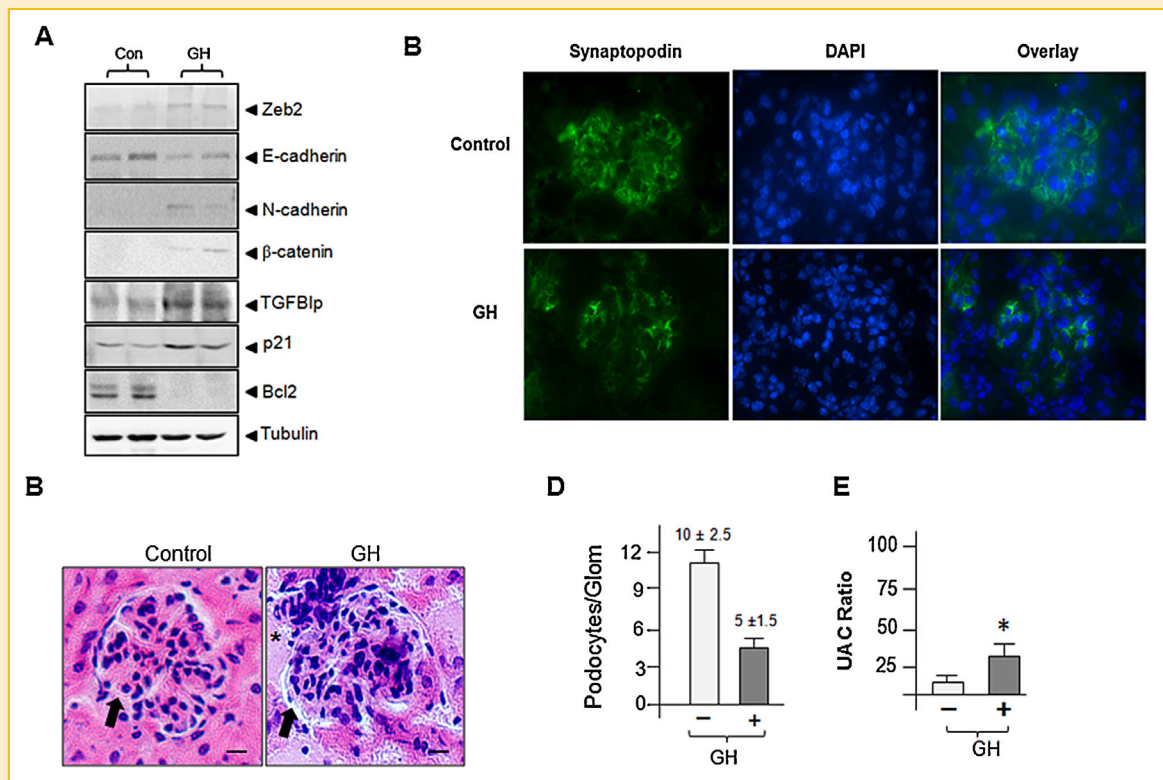 A
Con
GH
Zeb2
E-cadherin
N-cadherin
β-catenin
TGFBIp
p21
Bcl2
Tubulin
B
Synaptopodin
DAPI
Overlay
Control
GH
B
Control
GH
*
D
Podocytes/Glom
12
9
6
3
0
10 ± 2.5
5 ±1.5
− +
GH
E
UAC Ratio
100
75
50
25
*
− +
GH